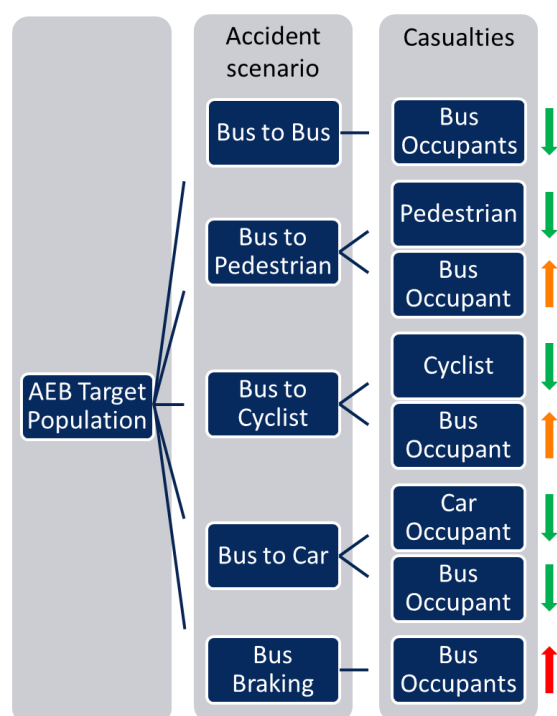 Accident
scenario
Casualties
AEB Target
Population
Bus to Bus
Bus
Occupants
Bus to
Pedestrian
Pedestrian
Bus
Occupant
Bus to
Cyclist
Cyclist
Bus
Occupant
Bus to Car
Car
Occupant
Bus
Occupant
Bus
Braking
Bus
Occupants